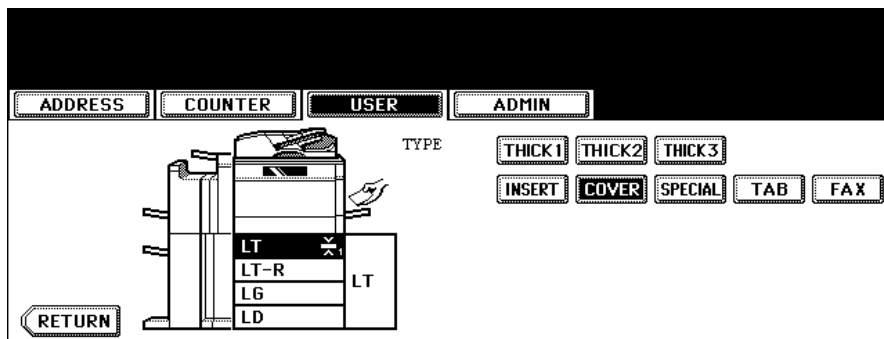 ADDRESS COUNTER USER ADMIN
TYPE THICK1 THICK2 THICK3
INSERT COVER SPECIAL TAB FAX
LT 1
LT-R
LT
LG
LD
RETURN